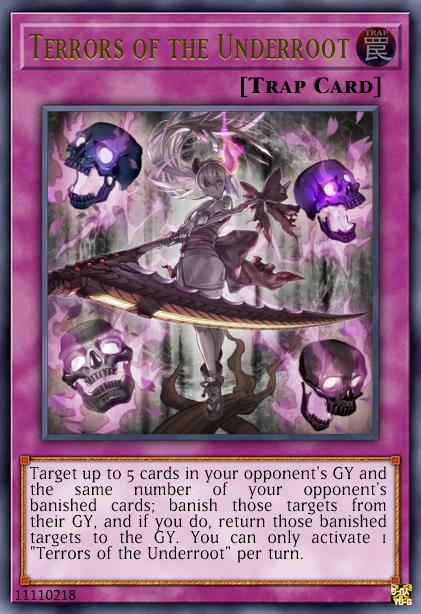 TERRORS OF THE UNDERROOT
TRAP
罠
[TRAP CARD]
Target up to 5 cards in your opponent's GY and
the same number of your opponent's
banished cards; banish those targets from
their GY, and if you do, return those banished
targets to the GY. You can only activate 1
"Terrors of the Underroot" per turn.
11110218